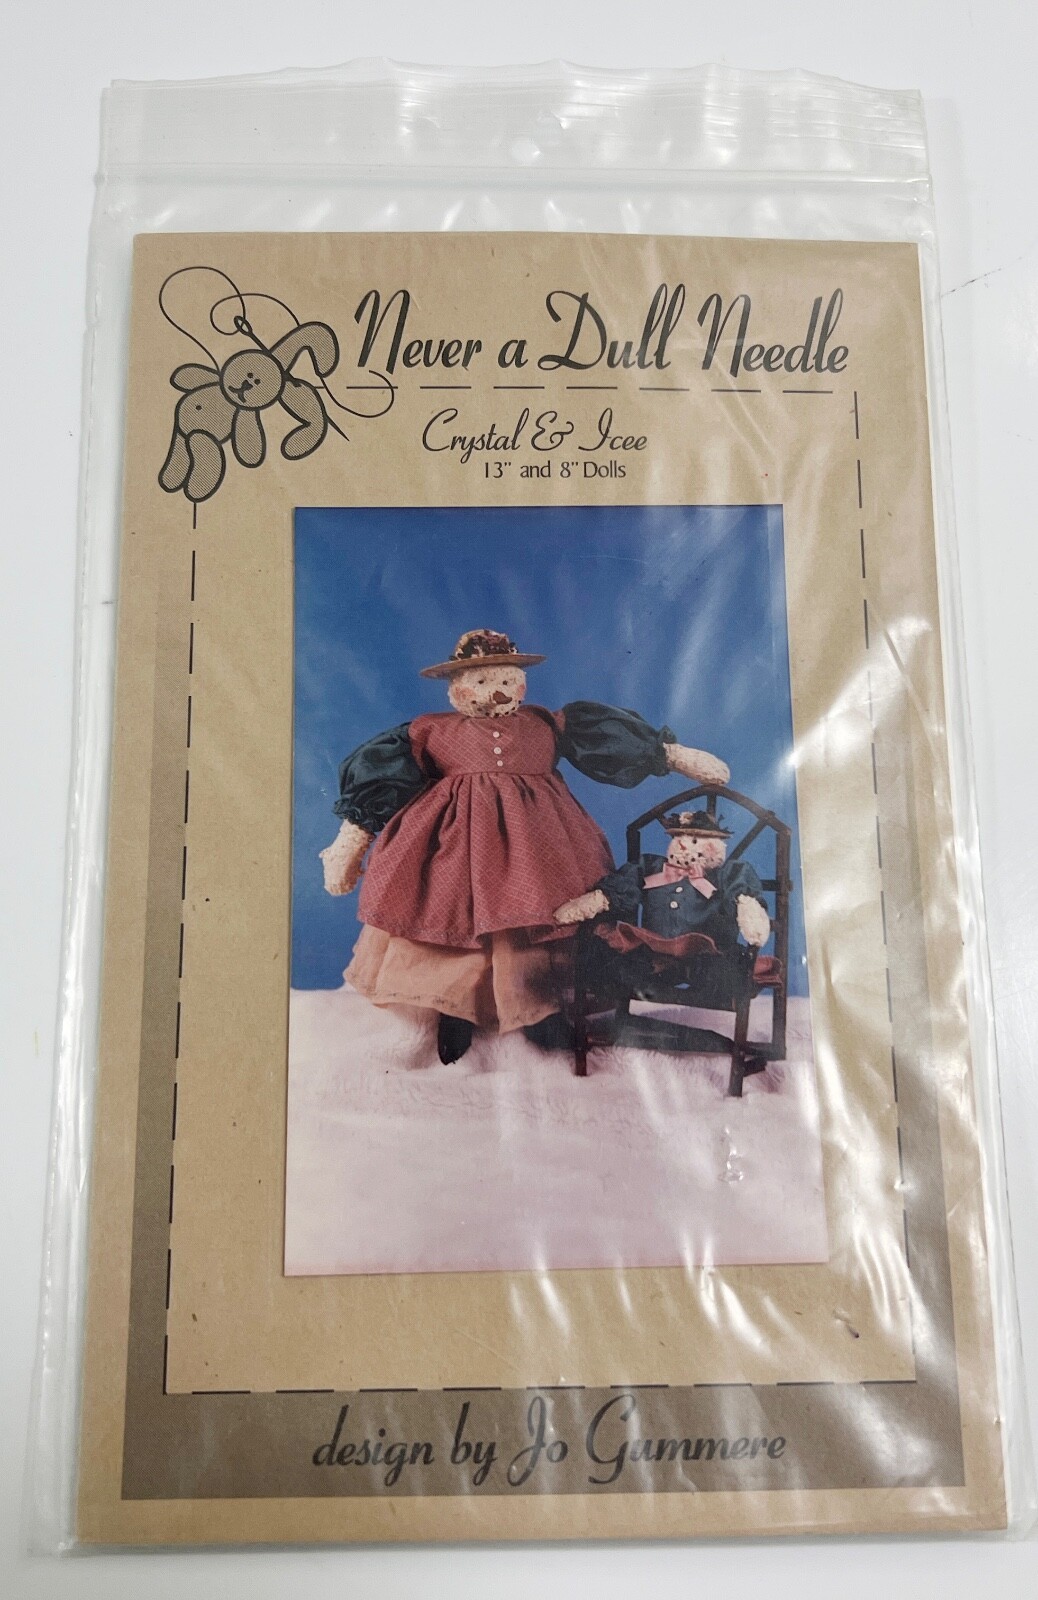 Never a Dull Needle
Crystal & Icee
13" and 8" Dolls
design by Jo Gummere